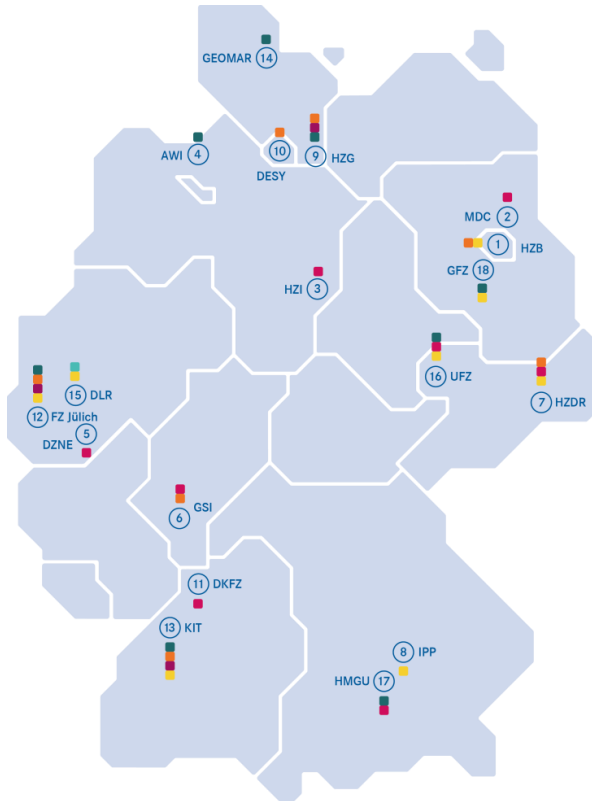 GEOMAR 14
AWI 4
10
9 HZG
DESY
MDC 2
1 HZB
GFZ 18
HZI 3
16 UFZ
15 DLR
7 HZDR
12 FZ Jülich
5
DZNE
6 GSI
11 DKFZ
13 KIT
8 IPP
HMGU 17